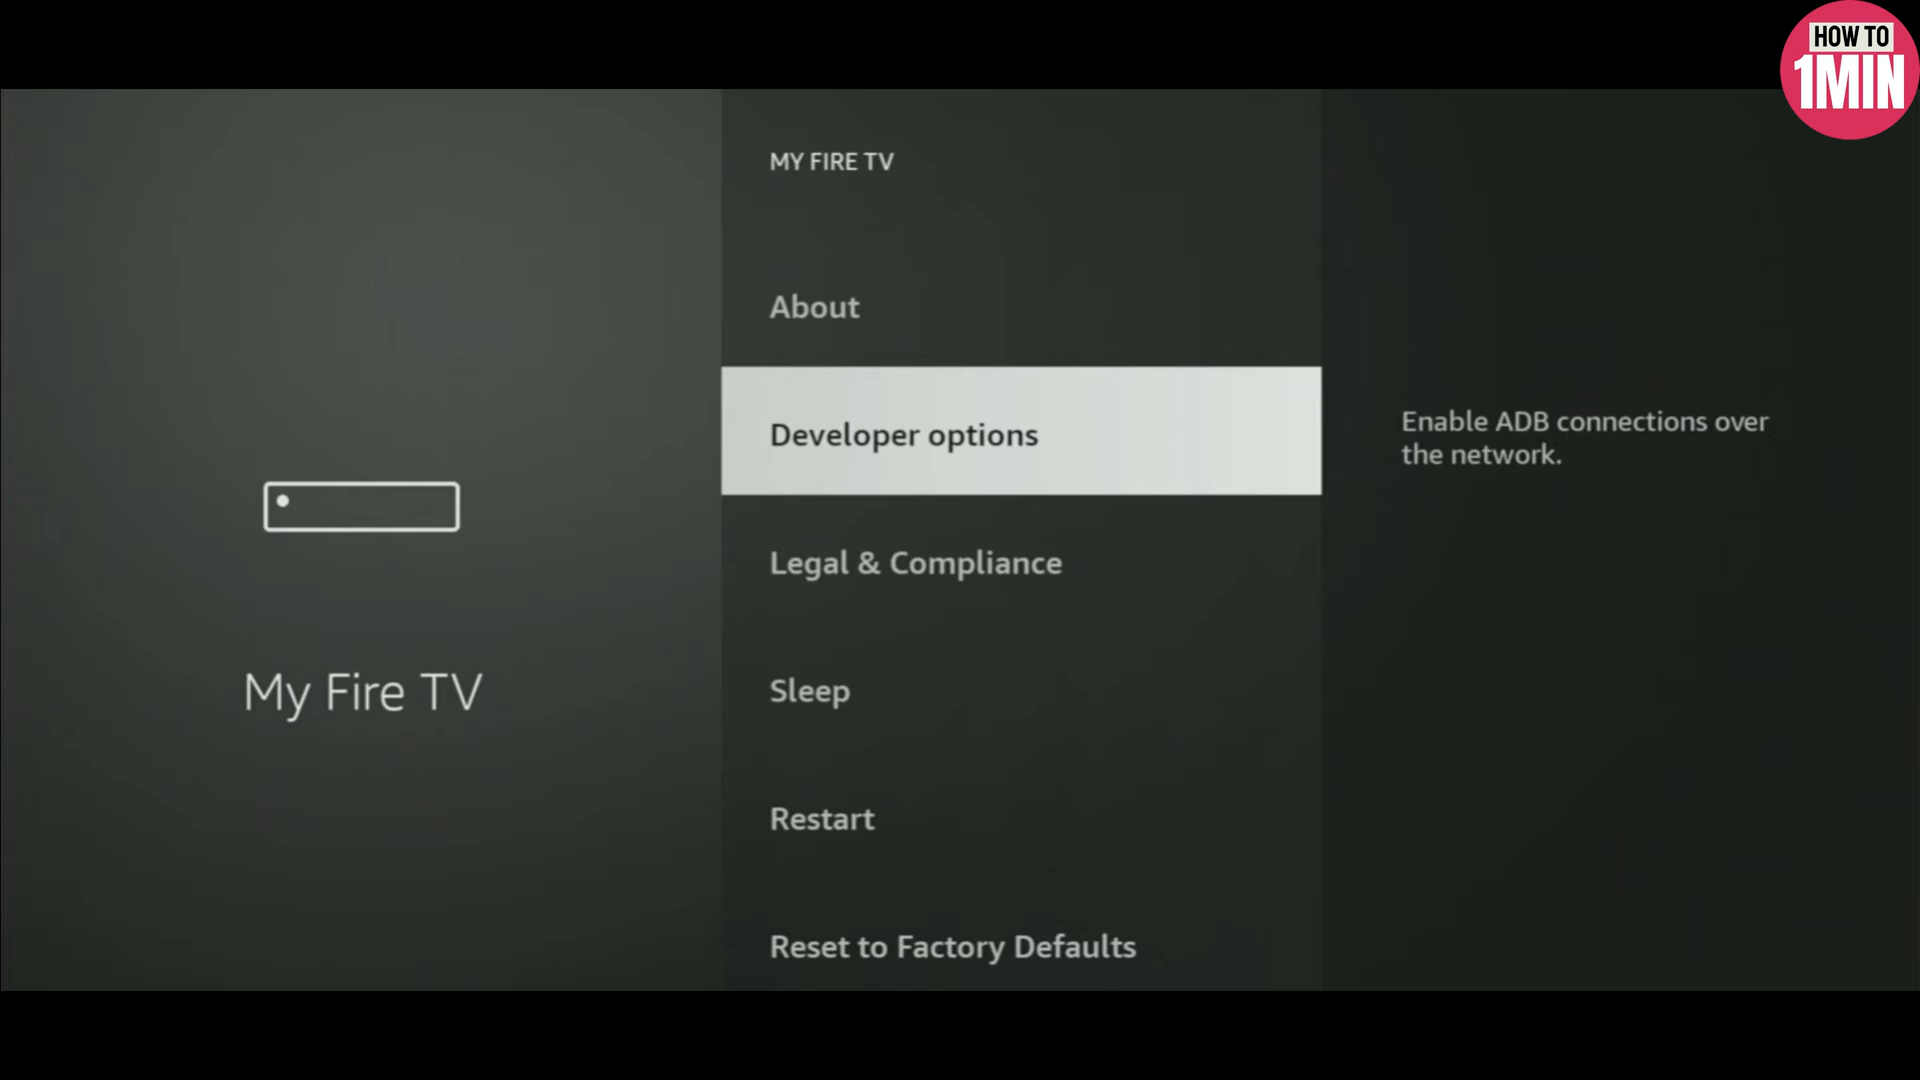 HOW TO
1MIN
MY FIRE TV
About
Developer options
Enable ADB connections over
the network.
Legal & Compliance
Sleep
My Fire TV
Restart
Reset to Factory Defaults